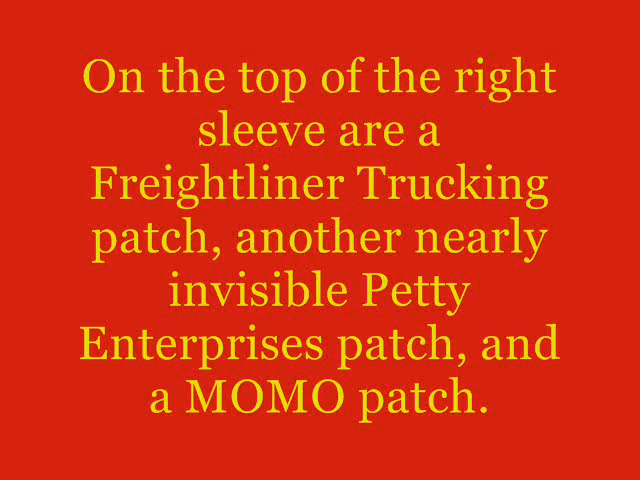 On the top of the right
sleeve are a
Freightliner Trucking
patch, another nearly
invisible Petty
Enterprises patch, and
a MOMO patch.